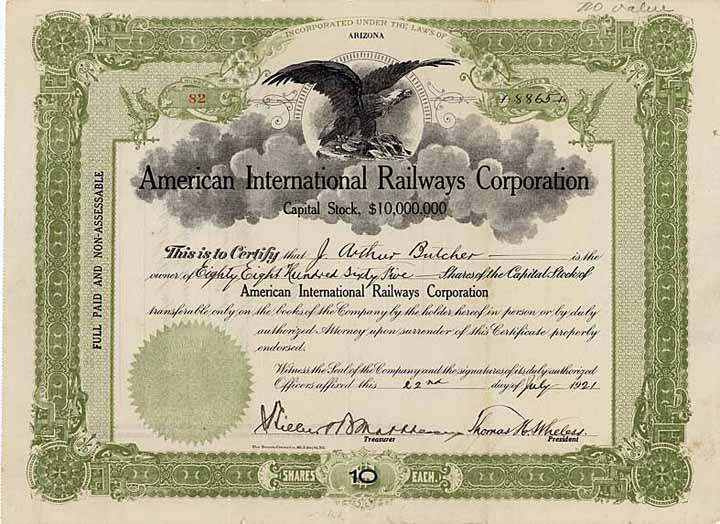 no value
INCORPORATED UNDER THE LAWS OF
ARIZONA
82
8865
American International Railways Corporation
Capital Stock, $10,000.000
This is to Certify that J. Arthur Butcher is the
owner of Eighty Eight Hundred Sixty Five Shares of the Capital Stock of
American International Railways Corporation
transferable only on the books of the Company by the holder hereof in person or by duly
authorized Attorney upon surrender of this Certificate properly
endorsed.
Witness the Seal of the Company and the signatures of its duly authorized
Officers affixed this 22nd day of July 1921
Thomas H. Wheless
Treasurer
President
SHARES 10 EACH.
FULL PAID AND NON-ASSESSABLE